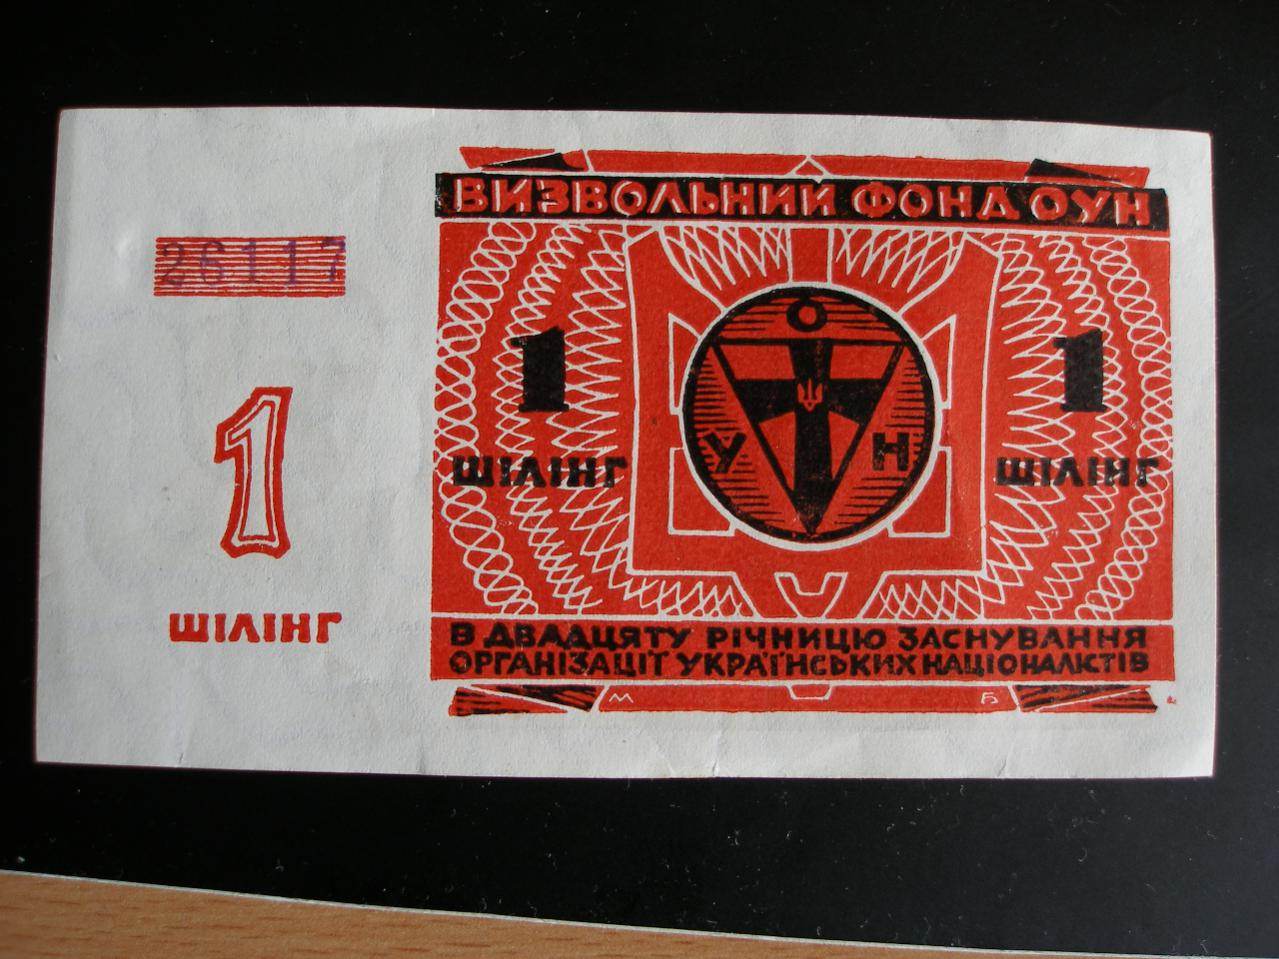 ВИЗВОЛЬНИЙ ФОНД ОУН
26117
1
ШІЛІНГ
1
ШІЛІНГ
О
У Н
1
ШІЛІНГ
В ДВАДЦЯТУ РІЧНИЦЮ ЗАСНУВАННЯ
ОРГАНІЗАЦІЇ УКРАЇНСЬКИХ НАЦІОНАЛІСТІВ
М Б